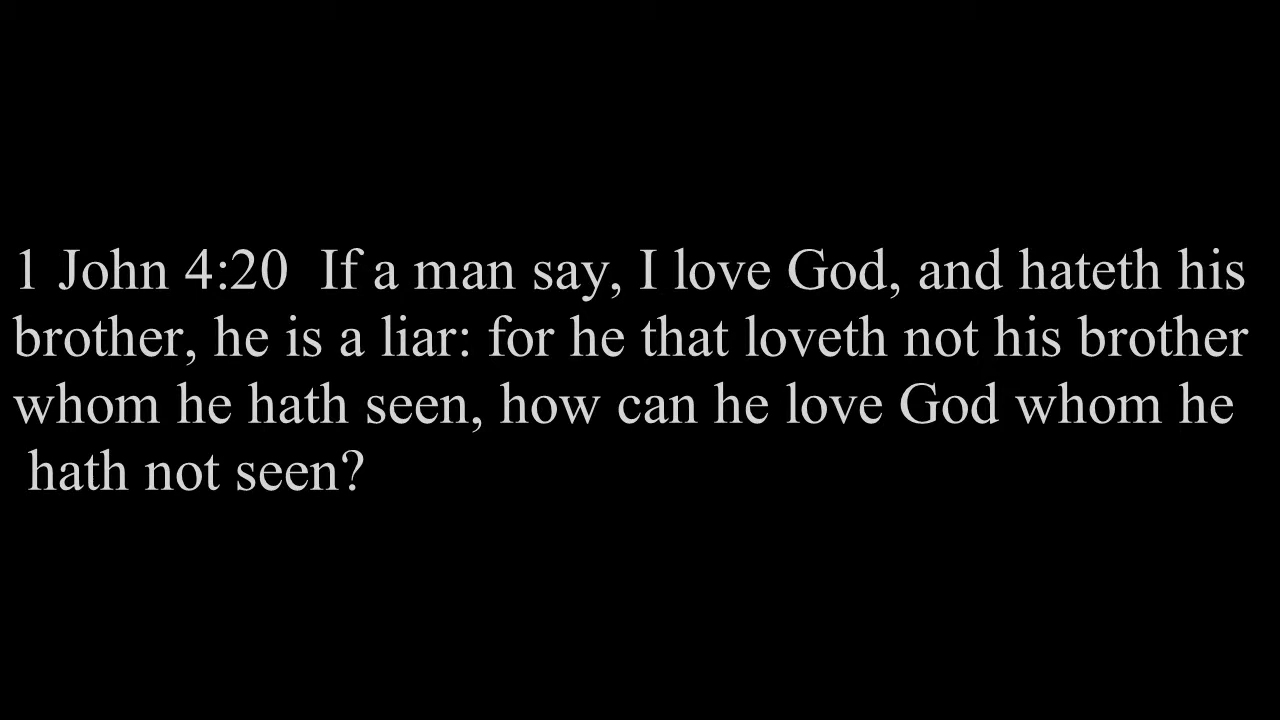 1 John 4:20  If a man say, I love God, and hateth his
brother, he is a liar: for he that loveth not his brother
whom he hath seen, how can he love God whom he
hath not seen?